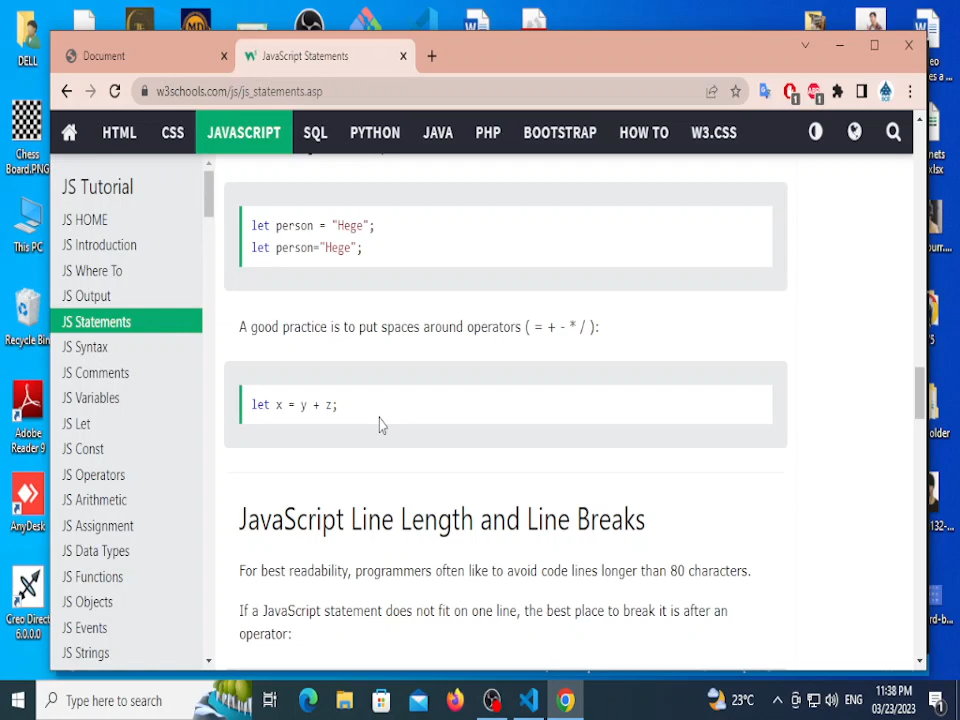 DELL
Document
JavaScript Statements
w3schools.com/js/js_statements.asp
HTML
CSS
JAVASCRIPT
SQL
PYTHON
JAVA
PHP
BOOTSTRAP
HOW TO
W3.CSS
Chess
Board.PNG
This PC
Recycle Bin
Adobe
Reader 9
AnyDesk
Creo Direct
6.0.0.0
JS Tutorial
JS HOME
JS Introduction
JS Where To
JS Output
JS Statements
JS Syntax
JS Comments
JS Variables
JS Let
JS Const
JS Operators
JS Arithmetic
JS Assignment
JS Data Types
JS Functions
JS Objects
JS Events
JS Strings
let person = "Hege";
let person="Hege";
A good practice is to put spaces around operators ( = + - * / ):
let x = y + z;
JavaScript Line Length and Line Breaks
For best readability, programmers often like to avoid code lines longer than 80 characters.
If a JavaScript statement does not fit on one line, the best place to break it is after an
operator:
Type here to search
23°C
ENG
11:38 PM
03/23/2023